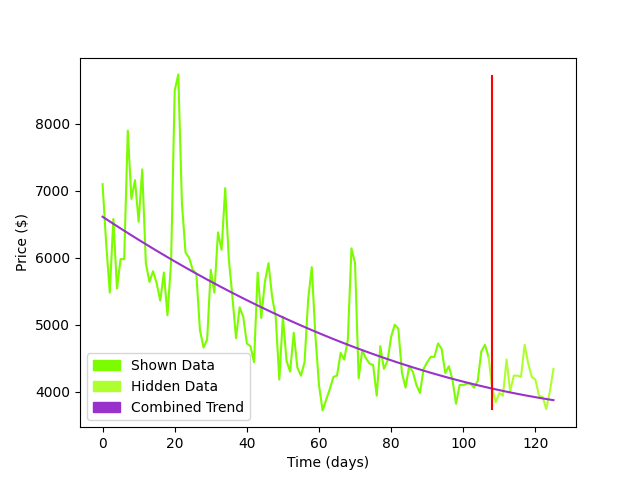 8000
7000
6000
5000
4000
Price ($)
Shown Data
Hidden Data
Combined Trend
0 20 40 60 80 100 120
Time (days)